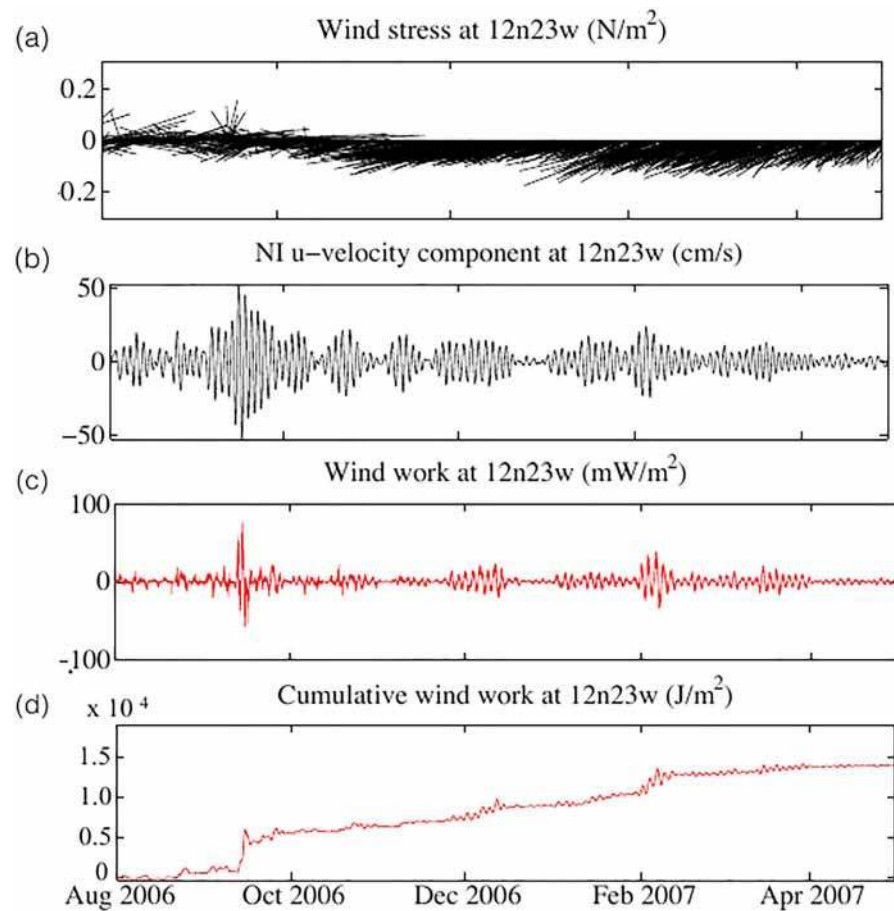 (a)
Wind stress at 12n23w (N/m²)
0.2
0
0.2
(b)
NI u−velocity component at 12n23w (cm/s)
50
0
−50
(c)
Wind work at 12n23w (mW/m²)
100
0
-100
(d)
Cumulative wind work at 12n23w (J/m²)
x 10 ⁴
1.5
1.0
0.5
0
Aug 2006 Oct 2006 Dec 2006 Feb 2007 Apr 2007